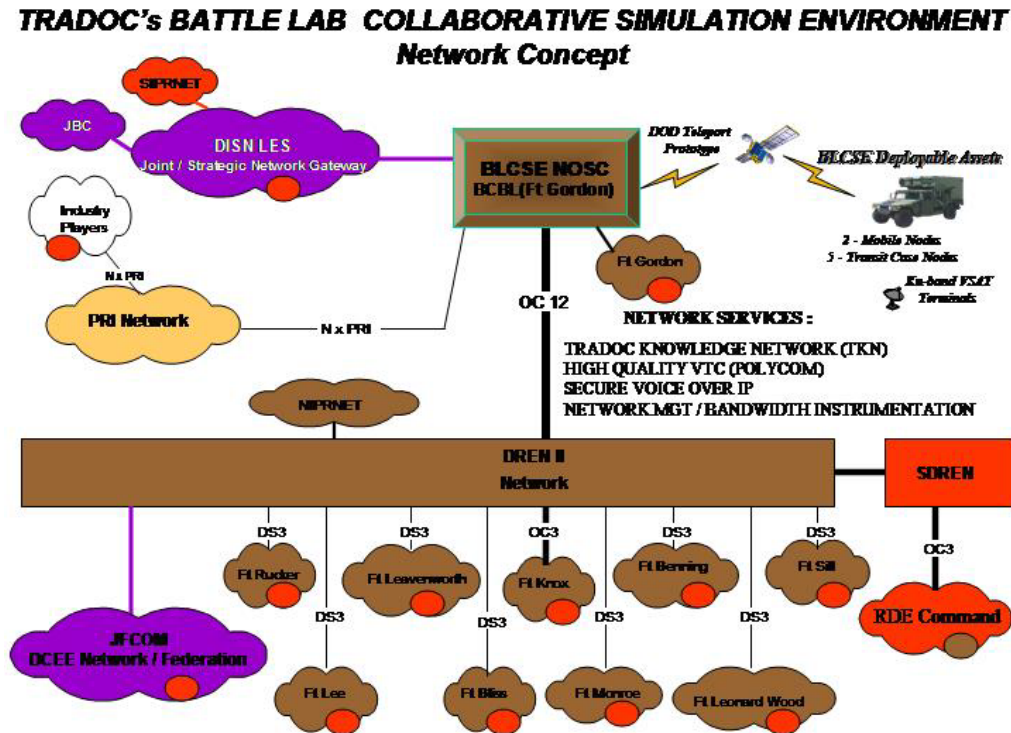 TRADOC's BATTLE LAB COLLABORATIVE SIMULATION ENVIRONMENT
Network Concept
SIPRNET
JBC
DISN LES
Joint / Strategic Network Gateway
BLCSE NOSC
BCBL(Ft Gordon)
DOD Teleport
Prototype
BLCSE Deployable Assets
2 - Mobile Nodes
5 - Transit Case Nodes
Ku-band VSAT
Terminals
Industry
Players
N x PRI
PRI Network
N x PRI
Ft Gordon
OC 12
NETWORK SERVICES :
TRADOC KNOWLEDGE NETWORK (TKN)
HIGH QUALITY VTC (POLYCOM)
SECURE VOICE OVER IP
NETWORK MGT / BANDWIDTH INSTRUMENTATION
NIPRNET
DREN II
Network
SDREN
DS3
DS3
OC3
DS3
DS3
OC3
Ft Rucker
Ft Leavenworth
Ft Knox
Ft Benning
Ft Sill
RDE Command
DS3
DS3
DS3
DS3
JFCOM
DCEE Network / Federation
Ft Lee
Ft Bliss
Ft Monroe
Ft Leonard Wood